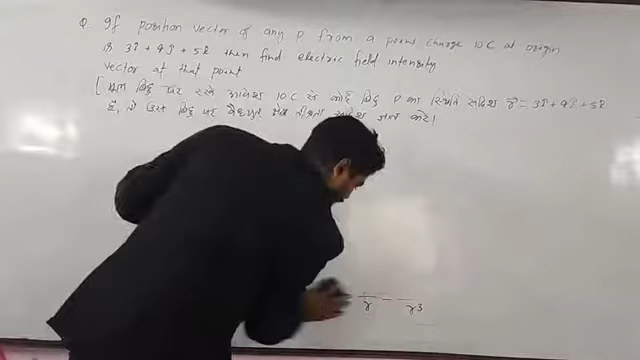 Q If position vector of any P from a point charge 10C at origin
is 3î + 4ĵ + 5k̂ then find electric field intensity
vector at that point
[ मूल बिंदु पर रखे आवेश 10C से कोई बिंदु P का स्थिति सदिश r⃗ = 3î + 4ĵ + 5k̂
है, तो उस बिंदु पर वैधुत क्षेत्र तीव्रता सदिश ज्ञात करें।
r r3